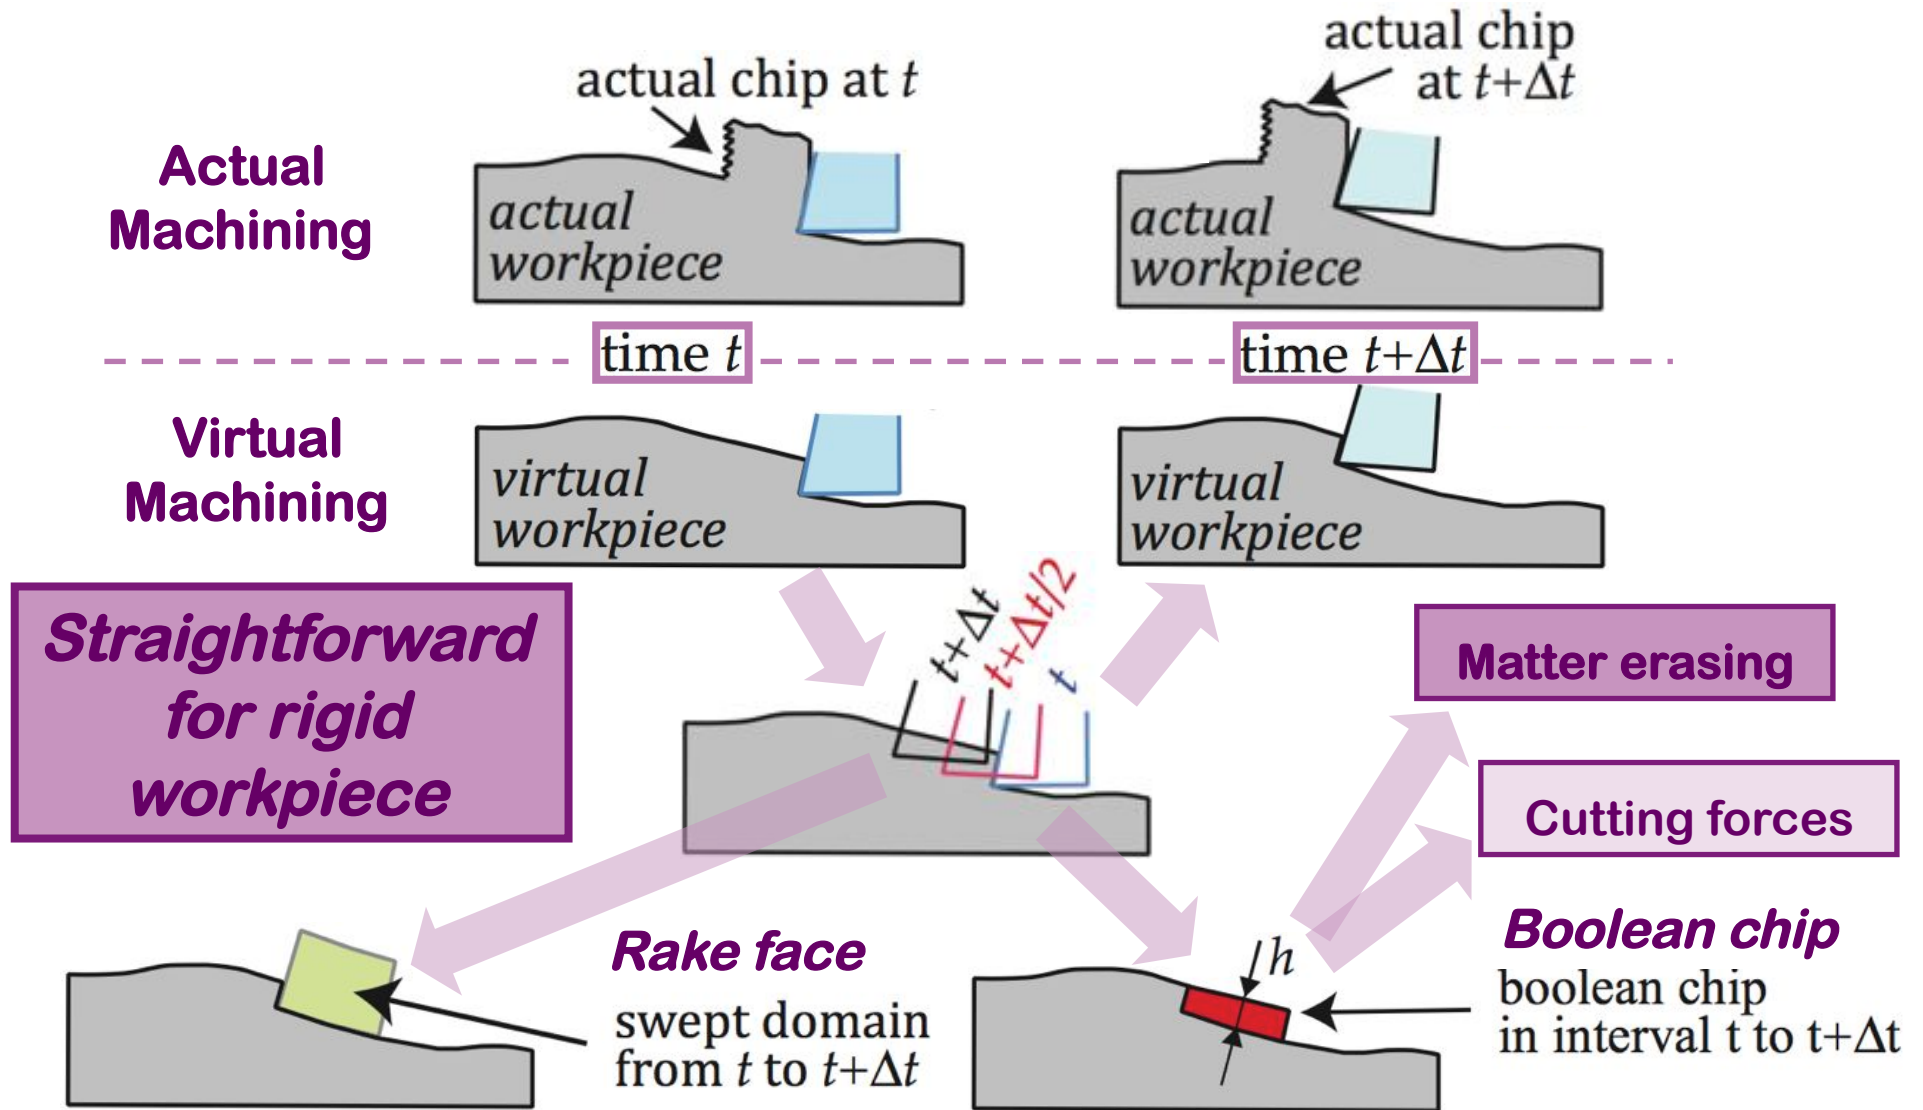 actual chip at t
actual chip
at t+Δt
Actual
Machining
actual
workpiece
actual
workpiece
time t
time t+Δt
Virtual
Machining
virtual
workpiece
virtual
workpiece
Straightforward
for rigid
workpiece
t+Δt
t+Δt/2
t
Matter erasing
Cutting forces
Rake face
swept domain
from t to t+Δt
h
Boolean chip
boolean chip
in interval t to t+Δt